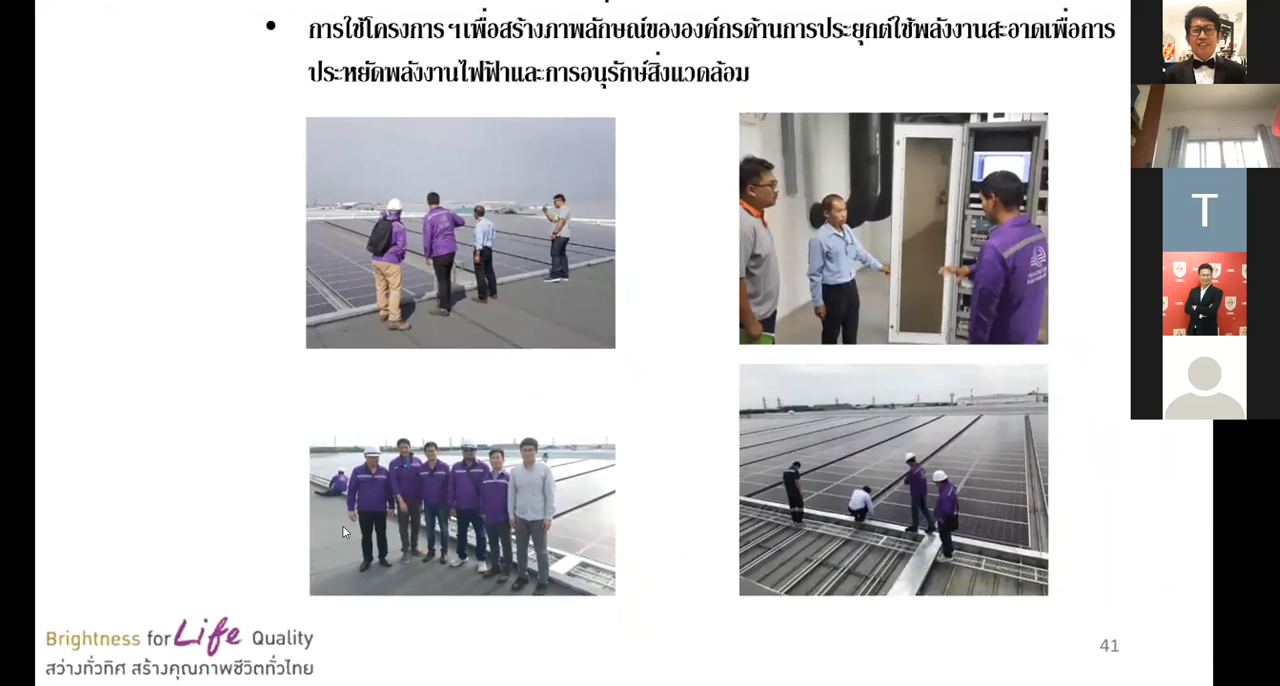 • การใช้โครงการฯเพื่อสร้างภาพลักษณ์ขององค์กรด้านการประยุกต์ใช้พลังงานสะอาดเพื่อการ
ประหยัดพลังงานไฟฟ้าและการอนุรักษ์สิ่งแวดล้อม
T
Brightness for Life Quality
สว่างทั่วทิศ สร้างคุณภาพชีวิตทั่วไทย
41